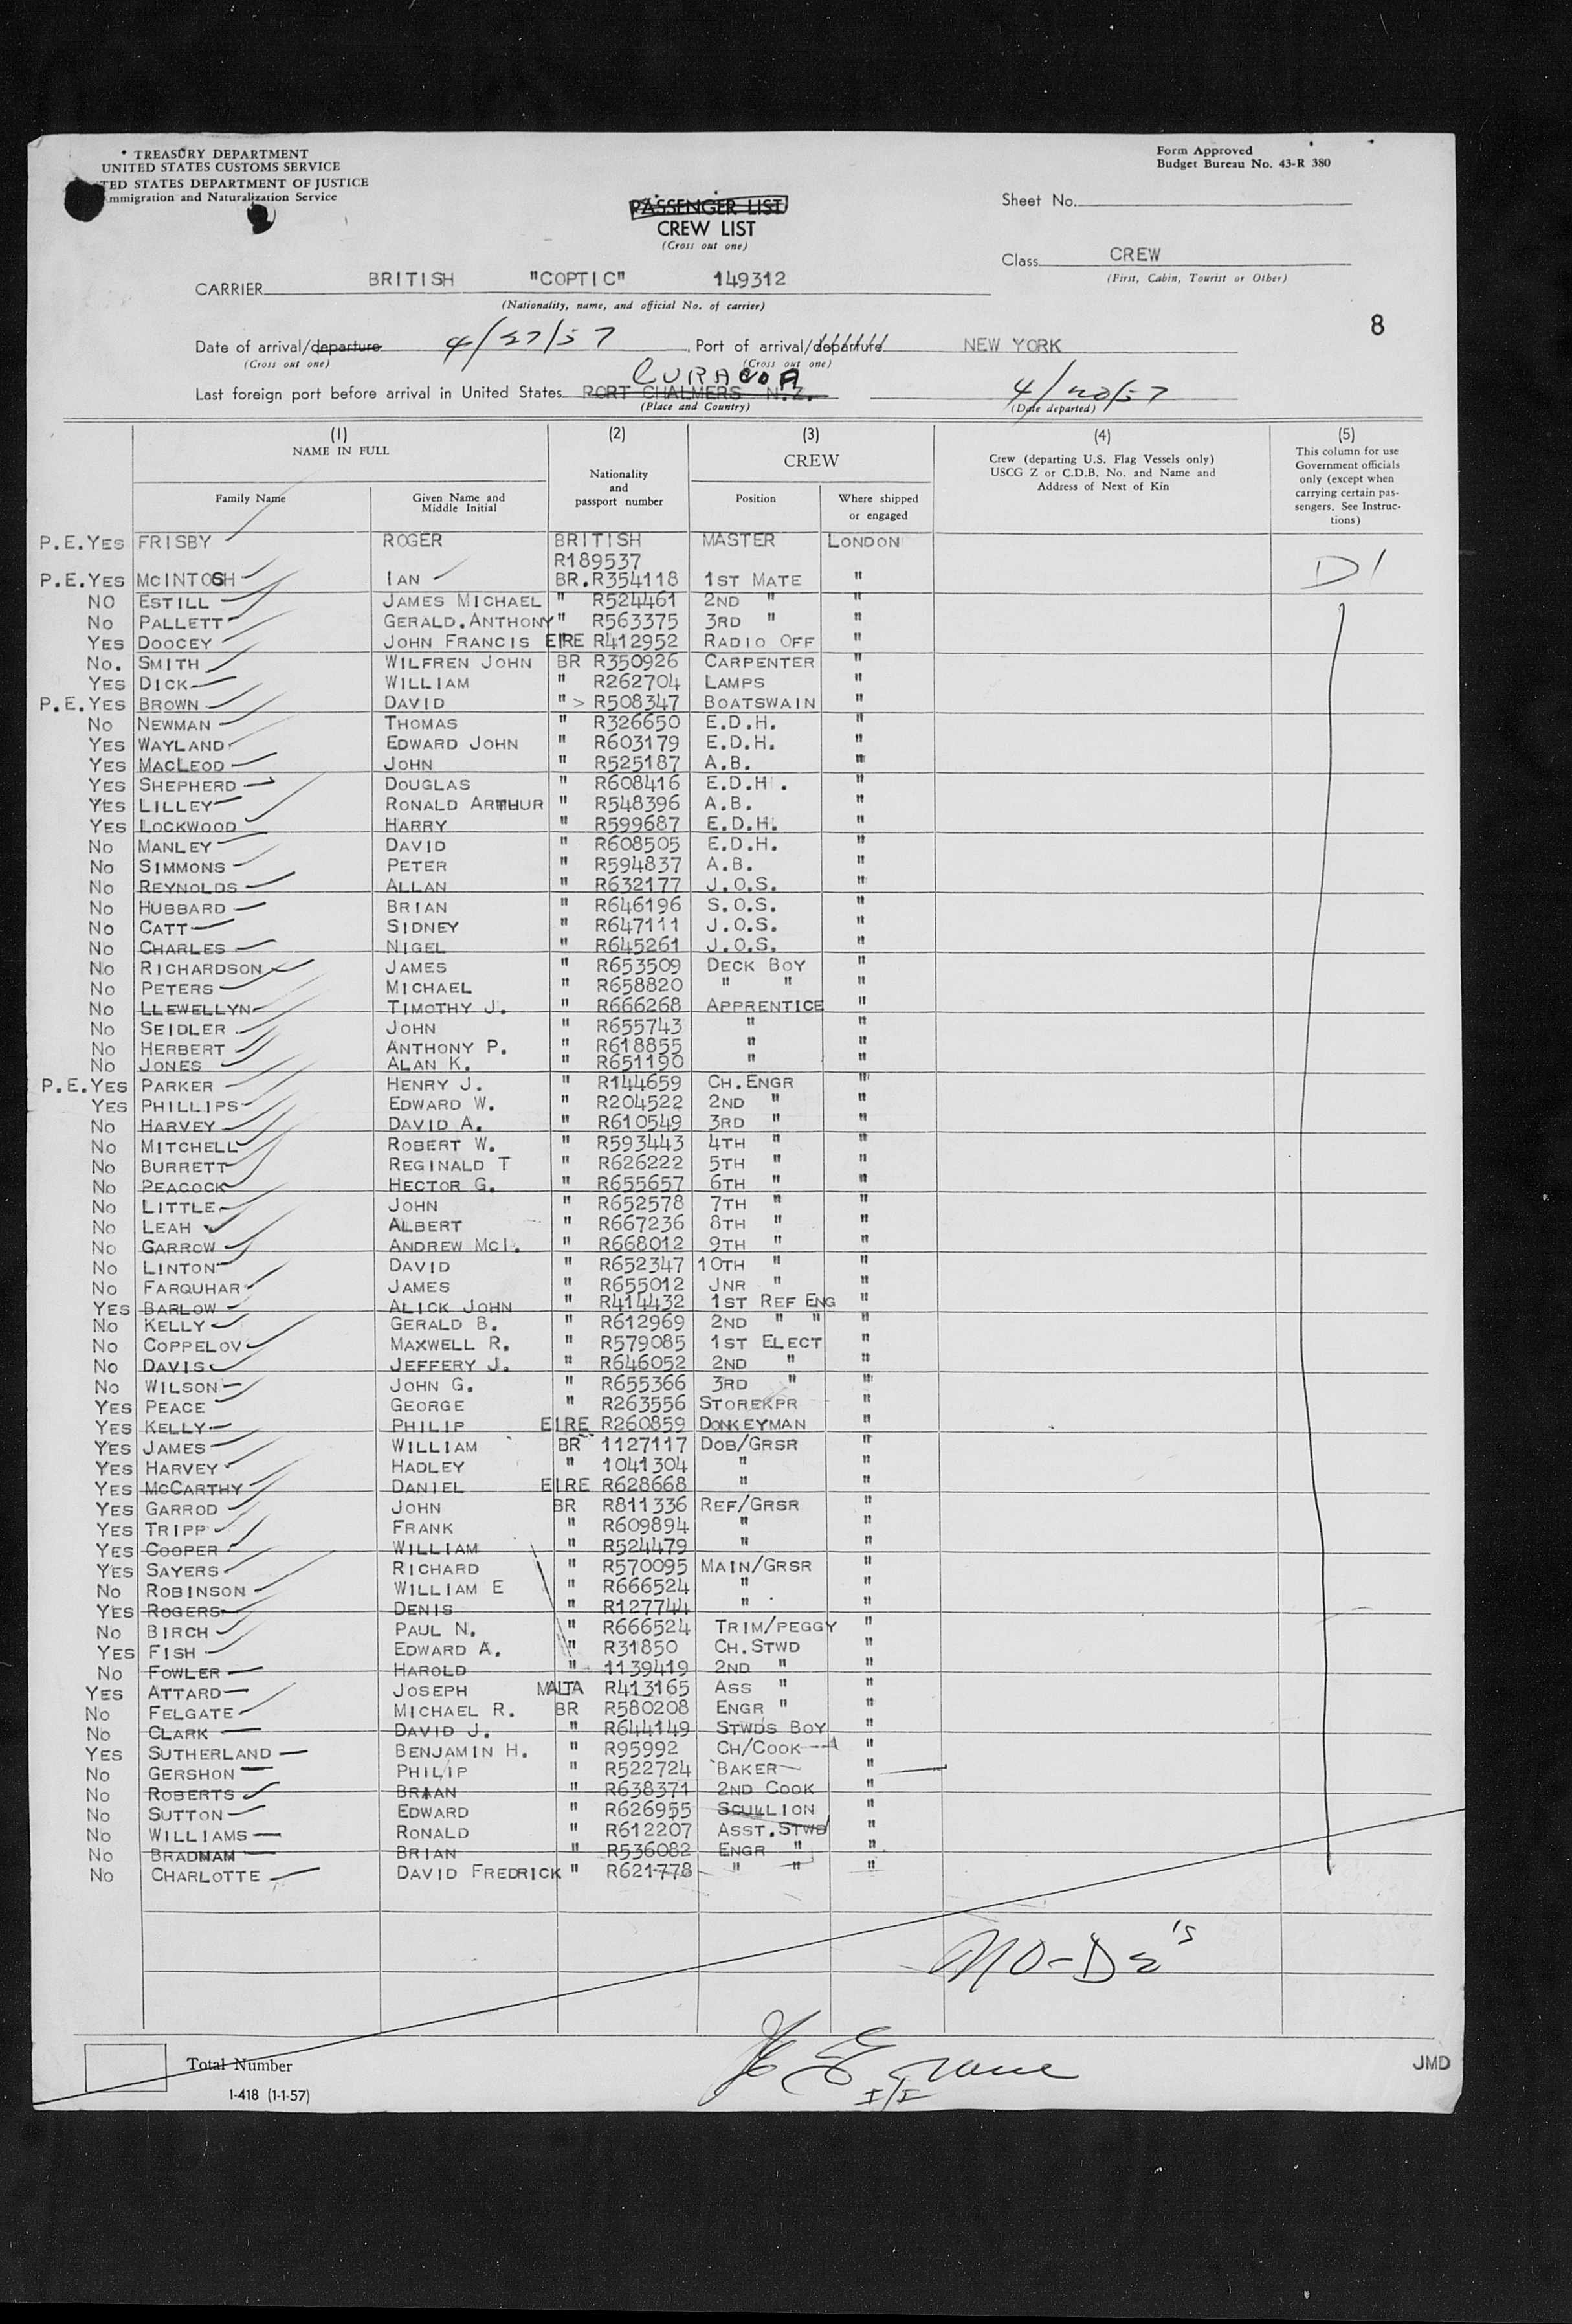 TREASURY DEPARTMENT
UNITED STATES CUSTOMS SERVICE
TED STATES DEPARTMENT OF JUSTICE
mmigration and Naturalization Service
Form Approved
Budget Bureau No. 43-R 380
PASSENGER LIST
CREW LIST
(Cross out one)
Sheet No.
Class CREW
(First, Cabin, Tourist or Other)
CARRIER BRITISH "COPTIC" 149312
(Nationality, name, and official No. of carrier)
8
Date of arrival/departure 4/27/57, Port of arrival/departure NEW YORK
(Cross out one) (Cross out one)
CURACOA
Last foreign port before arrival in United States PORT CHALMERS N.Z. 4/20/57
(Place and Country) (Date departed)
(1) (2) (3) (4) (5)
NAME IN FULL Nationality and passport number CREW Crew (departing U.S. Flag Vessels only) USCG Z or C.D.B. No. and Name and Address of Next of Kin This column for use Government officials only (except when carrying certain passengers. See Instructions)
Family Name Given Name and Middle Initial Position Where shipped or engaged
P.E.YES FRISBY ROGER BRITISH MASTER LONDON
R189537 D1
P.E.YES MCINTOSH IAN BR.R354118 1ST MATE "
NO ESTILL JAMES MICHAEL " R524461 2ND " "
NO PALLETT GERALD.ANTHONY " R563375 3RD " "
YES DOOCEY JOHN FRANCIS EIRE R412952 RADIO OFF "
NO. SMITH WILFREN JOHN BR R350926 CARPENTER "
YES DICK WILLIAM " R262704 LAMPS "
P.E.YES BROWN DAVID " > R508347 BOATSWAIN "
NO NEWMAN THOMAS " R326650 E.D.H. "
YES WAYLAND EDWARD JOHN " R603179 E.D.H. "
YES MACLEOD JOHN " R525187 A.B. "
YES SHEPHERD DOUGLAS " R608416 E.D.H. "
YES LILLEY RONALD ARTHUR " R548396 A.B. "
YES LOCKWOOD HARRY " R599687 E.D.H. "
NO MANLEY DAVID " R608505 E.D.H. "
NO SIMMONS PETER " R594837 A.B. "
NO REYNOLDS ALLAN " R632177 J.O.S. "
NO HUBBARD BRIAN " R646196 S.O.S. "
NO CATT SIDNEY " R647111 J.O.S. "
NO CHARLES NIGEL " R645261 J.O.S. "
NO RICHARDSON JAMES " R653509 DECK BOY "
NO PETERS MICHAEL " R658820 " " "
NO LLEWELLYN TIMOTHY J. " R666268 APPRENTICE "
NO SEIDLER JOHN " R655743 " "
NO HERBERT ANTHONY P. " R618855 " "
NO JONES ALAN K. " R651190 " "
P.E.YES PARKER HENRY J. " R144659 CH.ENGR "
YES PHILLIPS EDWARD W. " R204522 2ND " "
NO HARVEY DAVID A. " R610549 3RD " "
NO MITCHELL ROBERT W. " R593443 4TH " "
NO BURRETT REGINALD T " R626222 5TH " "
NO PEACOCK HECTOR G. " R655657 6TH " "
NO LITTLE JOHN " R652578 7TH " "
NO LEAH ALBERT " R667236 8TH " "
NO GARROW ANDREW MCI. " R668012 9TH " "
NO LINTON DAVID " R652347 10TH " "
NO FARQUHAR JAMES " R655012 JNR " "
YES BARLOW ALICK JOHN " R414432 1ST REF ENG "
NO KELLY GERALD B. " R612969 2ND " " "
NO COPPELOV MAXWELL R. " R579085 1ST ELECT "
NO DAVIS JEFFERY J. " R646052 2ND " "
NO WILSON JOHN G. " R655366 3RD " "
YES PEACE GEORGE " R263556 STOREKPR "
YES KELLY PHILIP EIRE R260859 DONKEYMAN "
YES JAMES WILLIAM BR 1127117 DOB/GRSR "
YES HARVEY HADLEY " 1041304 " "
YES MCCARTHY DANIEL EIRE R628668 " "
YES GARROD JOHN BR R811336 REF/GRSR "
YES TRIPP FRANK " R609894 " "
YES COOPER WILLIAM " R524479 " "
YES SAYERS RICHARD " R570095 MAIN/GRSR "
NO ROBINSON WILLIAM E " R666524 " "
YES ROGERS DENIS " R127744 " "
NO BIRCH PAUL N. " R666524 TRIM/PEGGY "
YES FISH EDWARD A. " R31850 CH.STWD "
NO FOWLER HAROLD " 1139419 2ND " "
YES ATTARD JOSEPH MALTA R413165 ASS " "
NO FELGATE MICHAEL R. BR R580208 ENGR " "
NO CLARK DAVID J. " R644149 STWDS BOY "
YES SUTHERLAND BENJAMIN H. " R95992 CH/COOK "
NO GERSHON PHILIP " R522724 BAKER "
NO ROBERTS BRIAN " R638371 2ND COOK "
NO SUTTON EDWARD " R626955 SCULLION "
NO WILLIAMS RONALD " R612207 ASST.STWD "
NO BRADMAN BRIAN " R536082 ENGR " "
NO CHARLOTTE DAVID FREDRICK " R621778 " " "
NO-D2's
I/I
Total Number
I-418 (1-1-57)
JMD